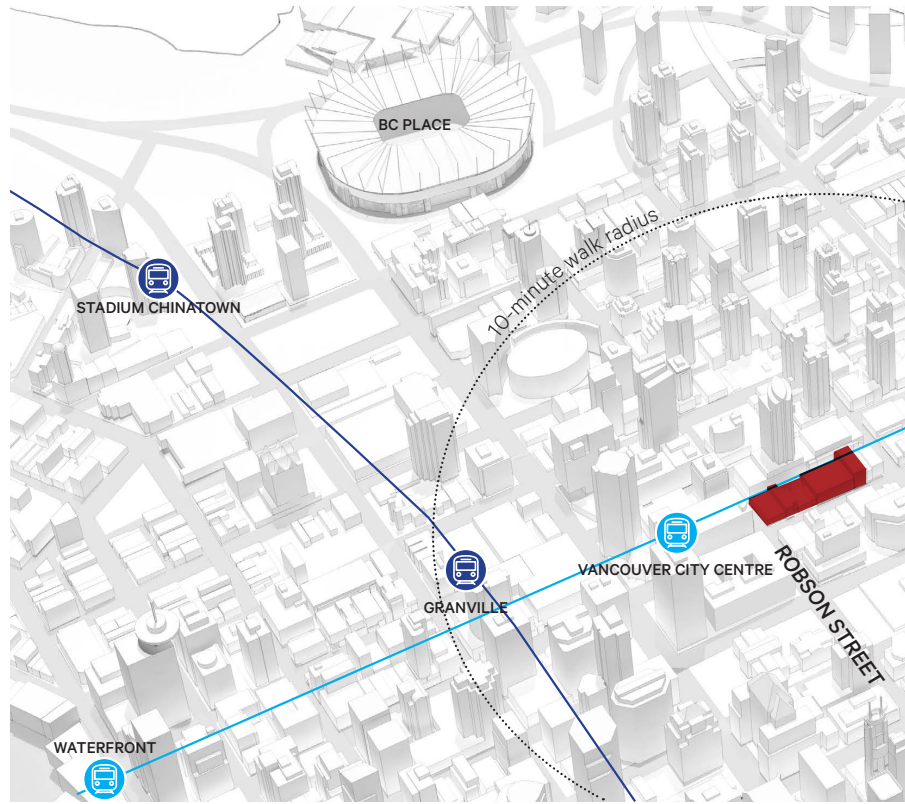 BC PLACE
10-minute walk radius
STADIUM CHINATOWN
VANCOUVER CITY CENTRE
GRANVILLE
ROBSON STREET
WATERFRONT